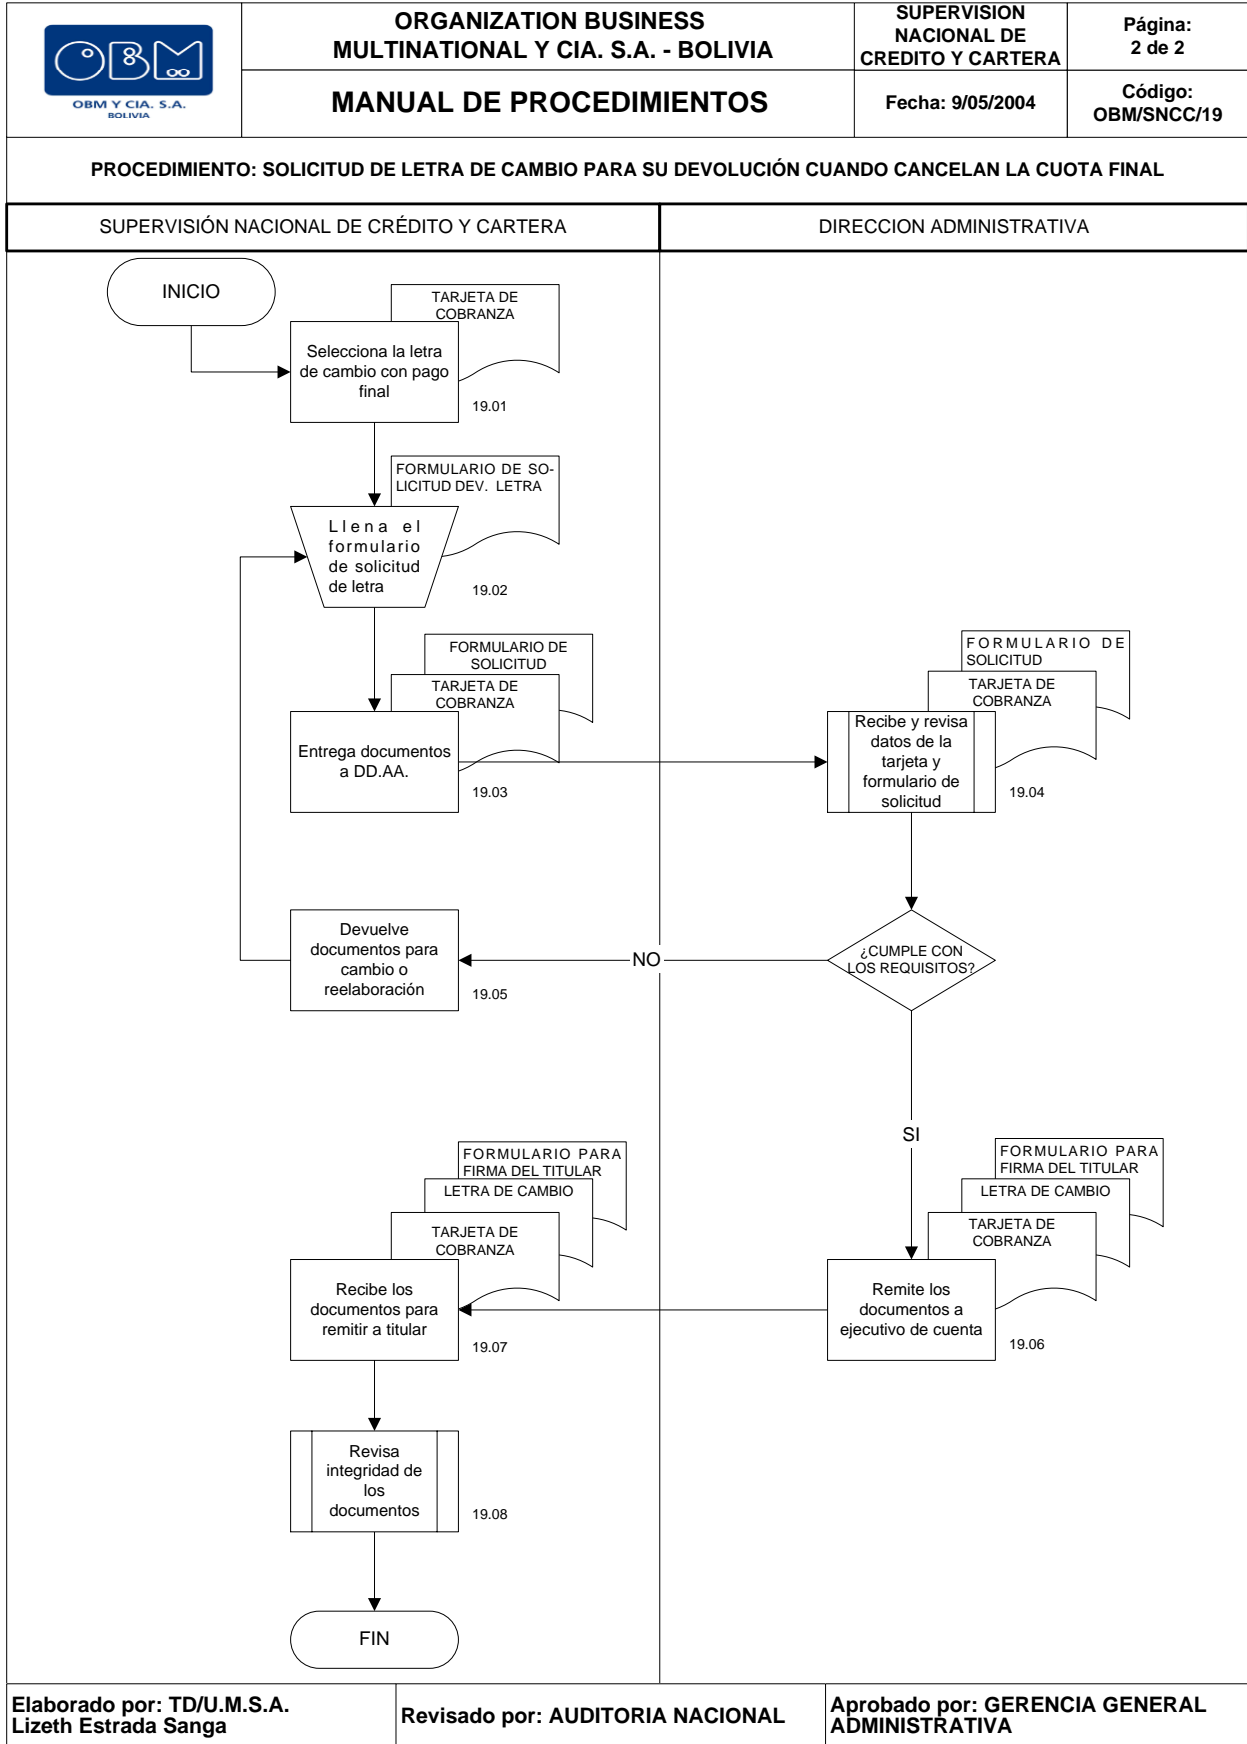 OBM
OBM Y CIA. S.A.
BOLIVIA
ORGANIZATION BUSINESS
MULTINATIONAL Y CIA. S.A. - BOLIVIA
SUPERVISION
NACIONAL DE
CREDITO Y CARTERA
Página:
2 de 2
MANUAL DE PROCEDIMIENTOS
Fecha: 9/05/2004
Código:
OBM/SNCC/19
PROCEDIMIENTO: SOLICITUD DE LETRA DE CAMBIO PARA SU DEVOLUCIÓN CUANDO CANCELAN LA CUOTA FINAL
SUPERVISIÓN NACIONAL DE CRÉDITO Y CARTERA
DIRECCION ADMINISTRATIVA
INICIO
TARJETA DE
COBRANZA
Selecciona la letra
de cambio con pago
final
19.01
FORMULARIO DE SO-
LICITUD DEV. LETRA
Llena el
formulario
de solicitud
de letra
19.02
FORMULARIO DE
SOLICITUD
TARJETA DE
COBRANZA
Entrega documentos
a DD.AA.
19.03
FORMULARIO DE
SOLICITUD
TARJETA DE
COBRANZA
Recibe y revisa
datos de la
tarjeta y
formulario de
solicitud
19.04
Devuelve
documentos para
cambio o
reelaboración
19.05
NO
¿CUMPLE CON
LOS REQUISITOS?
SI
FORMULARIO PARA
FIRMA DEL TITULAR
LETRA DE CAMBIO
TARJETA DE
COBRANZA
Recibe los
documentos para
remitir a titular
19.07
FORMULARIO PARA
FIRMA DEL TITULAR
LETRA DE CAMBIO
TARJETA DE
COBRANZA
Remite los
documentos a
ejecutivo de cuenta
19.06
Revisa
integridad de
los
documentos
19.08
FIN
Elaborado por: TD/U.M.S.A.
Lizeth Estrada Sanga
Revisado por: AUDITORIA NACIONAL
Aprobado por: GERENCIA GENERAL
ADMINISTRATIVA